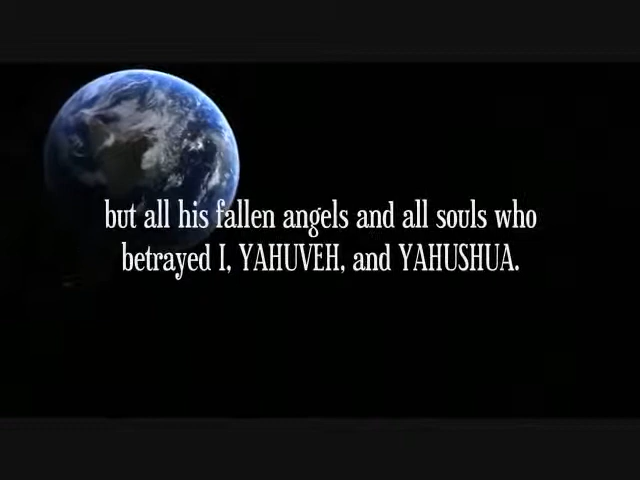 but all his fallen angels and all souls who
betrayed I, YAHUVEH, and YAHUSHUA.